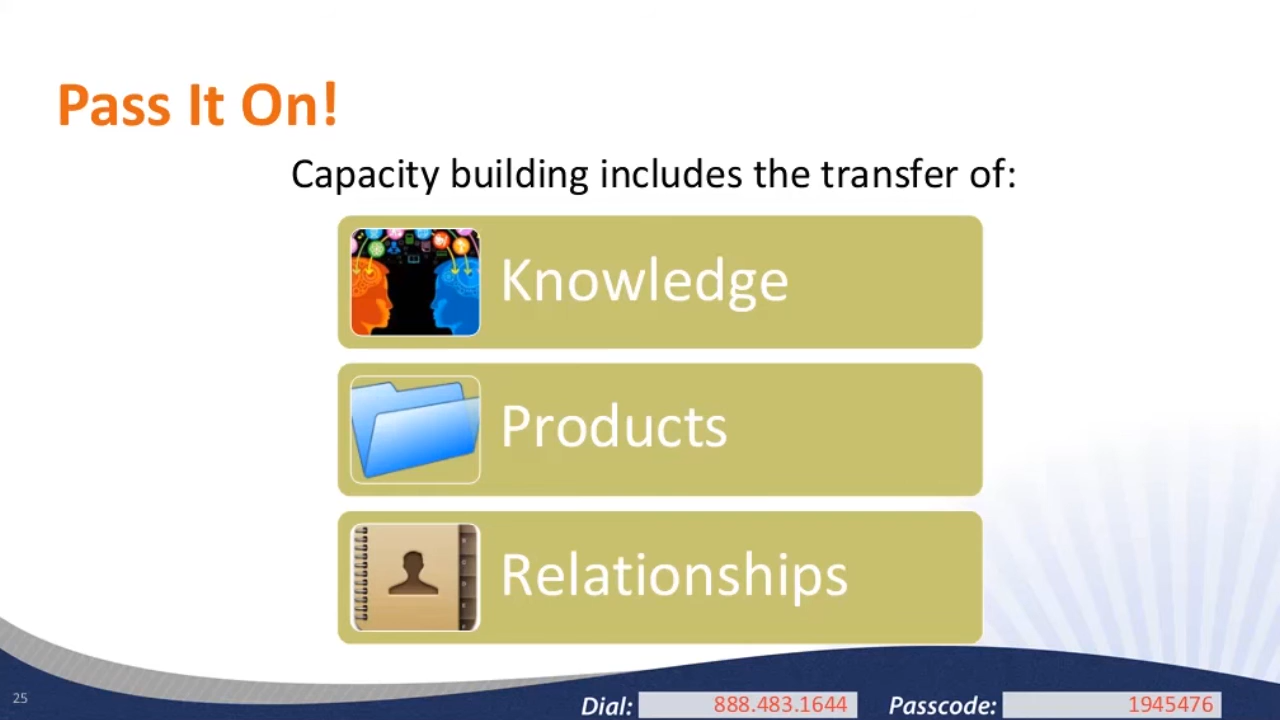 Pass It On!
Capacity building includes the transfer of:
Knowledge
Products
Relationships
25
Dial: 888.483.1644 Passcode: 1945476